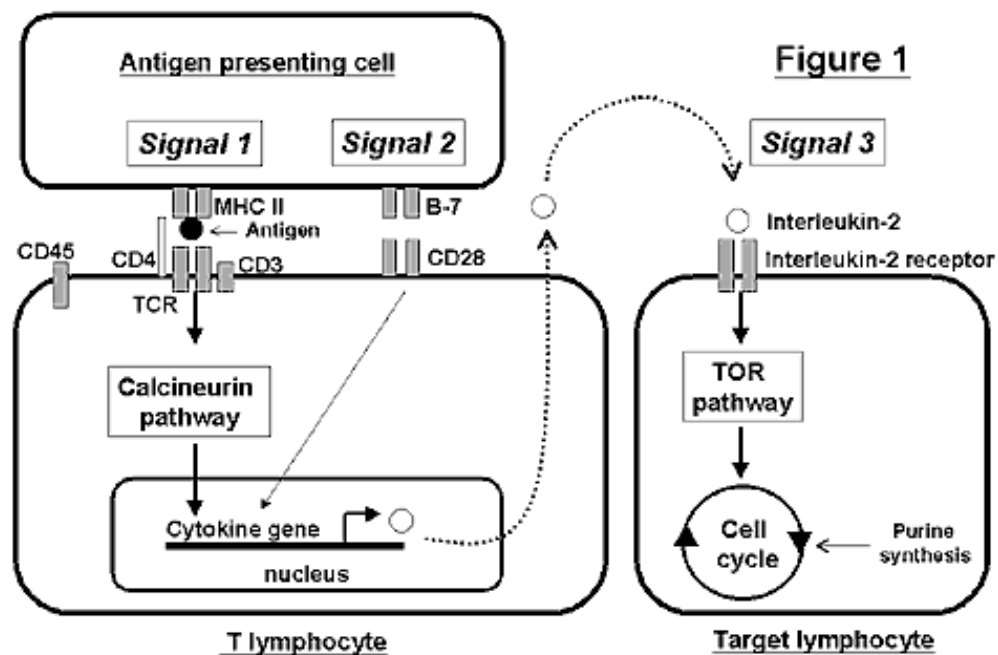 Figure 1
Antigen presenting cell
Signal 1
Signal 2
Signal 3
MHC II
B-7
Antigen
Interleukin-2
CD45
CD4
CD3
CD28
Interleukin-2 receptor
TCR
Calcineurin
pathway
TOR
pathway
Cytokine gene
nucleus
Cell
cycle
Purine
synthesis
T lymphocyte
Target lymphocyte